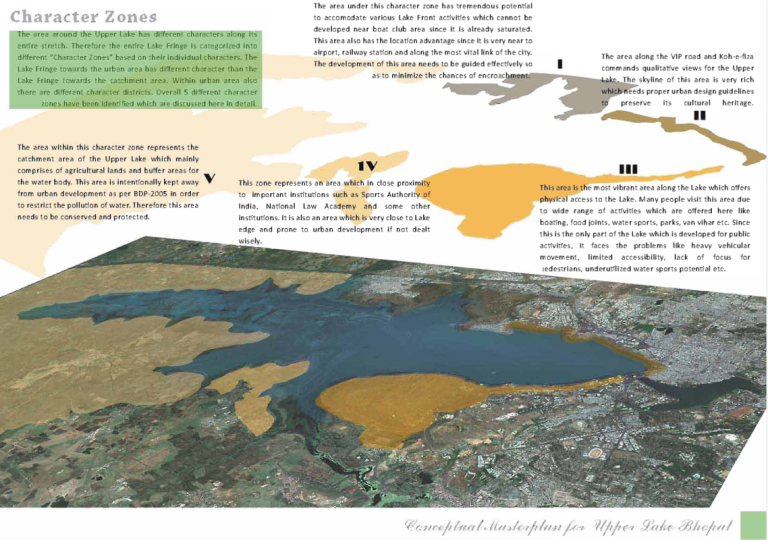 Character Zones
The area around the Upper Lake has different characters along its
entire stretch. Therefore the entire Lake Fringe is categorized into
different "Character Zones" based on their individual characters. The
Lake Fringe towards the urban area has different character than the
Lake Fringe towards the catchment area. Within urban area also
there are different character districts. Overall 5 different character
zones have been identified which are discussed here in detail.
The area under this character zone has tremendous potential
to accomodate various Lake Front activities which cannot be
developed near boat club area since it is already saturated.
This area also has the location advantage since it is very near to
airport, railway station and along the most vital link of the city.
The development of this area needs to be guided effectively so
as to minimize the chances of encroachment.
I
The area along the VIP road and Koh-e-fiza
commands qualitative views for the Upper
Lake. The skyline of this area is very rich
which needs proper urban design guidelines
to preserve its cultural heritage.
II
The area within this character zone represents the
catchment area of the Upper Lake which mainly
comprises of agricultural lands and buffer areas for
the water body. This area is intentionally kept away
from urban development as per BDP-2005 in order
to restrict the pollution of water. Therefore this area
needs to be conserved and protected.
V
IV
This zone represents an area which in close proximity
to important institutions such as Sports Authority of
India, National Law Academy and some other
institutions. It is also an area which is very close to Lake
edge and prone to urban development if not dealt
wisely.
III
This area is the most vibrant area along the Lake which offers
physical access to the Lake. Many people visit this area due
to wide range of activities which are offered here like
boating, food joints, water sports, parks, van vihar etc. Since
this is the only part of the Lake which is developed for public
activities, it faces the problems like heavy vehicular
movement, limited accessibility, lack of focus for
pedestrians, underutilized water sports potential etc.
Conceptual Masterplan for Upper Lake Bhopal